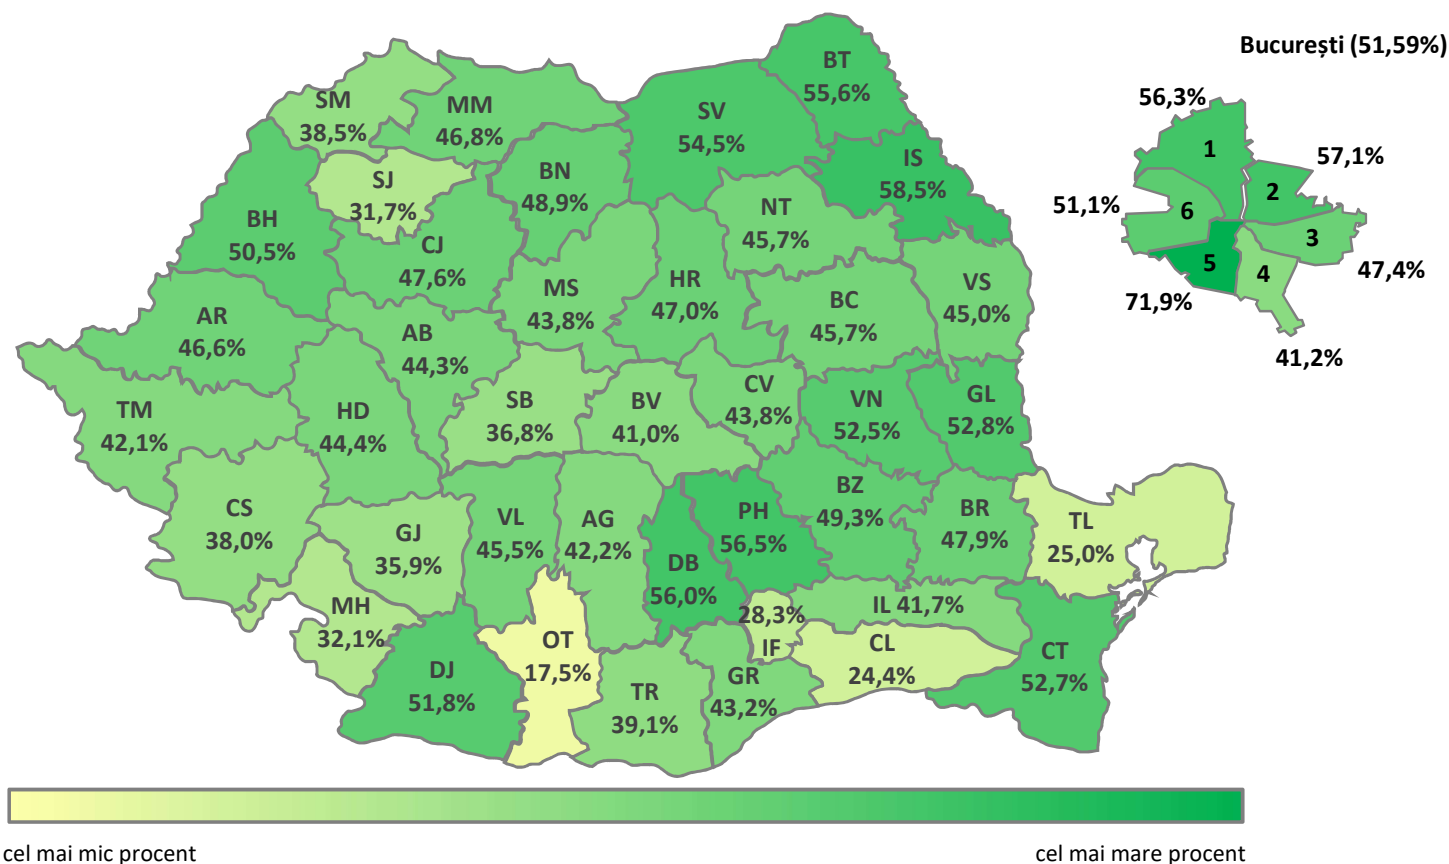 București (51,59%)
56,3%
1
57,1%
2
51,1%
6
3
47,4%
5
4
71,9%
41,2%
BT
55,6%
SM
38,5%
MM
46,8%
SV
54,5%
IS
58,5%
BN
48,9%
SJ
31,7%
NT
45,7%
BH
50,5%
CJ
47,6%
MS
43,8%
HR
47,0%
BC
45,7%
VS
45,0%
AR
46,6%
AB
44,3%
TM
42,1%
HD
44,4%
SB
36,8%
BV
41,0%
CV
43,8%
VN
52,5%
GL
52,8%
CS
38,0%
GJ
35,9%
VL
45,5%
AG
42,2%
DB
56,0%
PH
56,5%
BZ
49,3%
BR
47,9%
TL
25,0%
MH
32,1%
28,3%
IF
IL 41,7%
CL
24,4%
CT
52,7%
DJ
51,8%
OT
17,5%
TR
39,1%
GR
43,2%
cel mai mic procent
cel mai mare procent